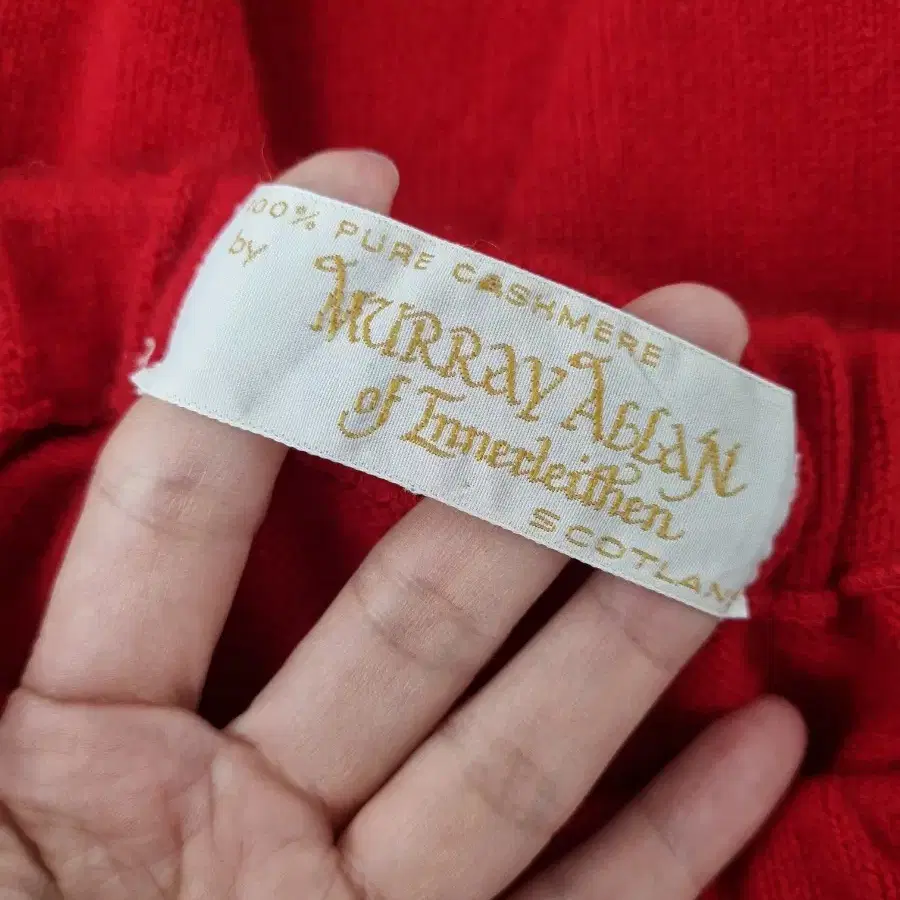 100% PURE CASHMERE
by
MURRAY ALLAN
of Innerleithen
SCOTLAND